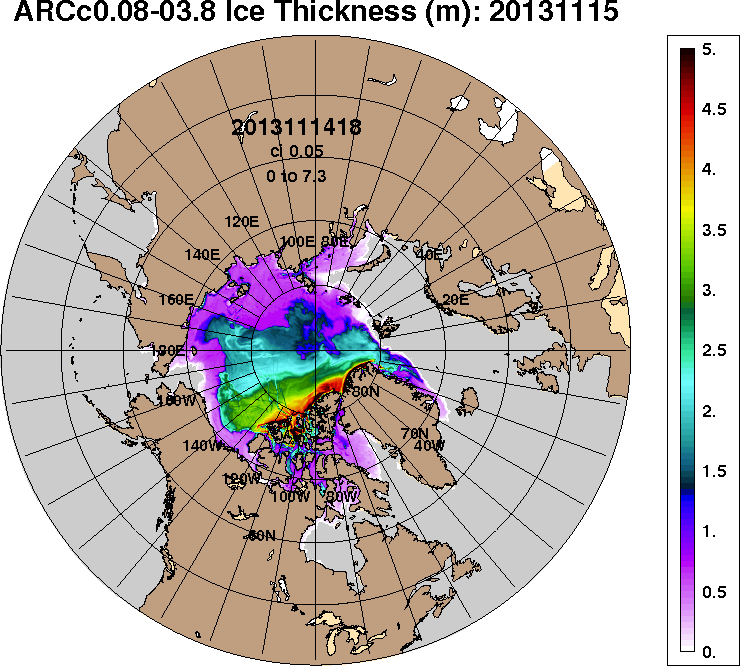 ARCc0.08-03.8 Ice Thickness (m): 20131115
2013111418
ci 0.05
0 to 7.3
120E
100E 80E
140E
40E
160E
20E
180E
160W
80N
140W
70N
40W
120W
100W 80W
60N
5.
4.5
4.
3.5
3.
2.5
2.
1.5
1.
0.5
0.